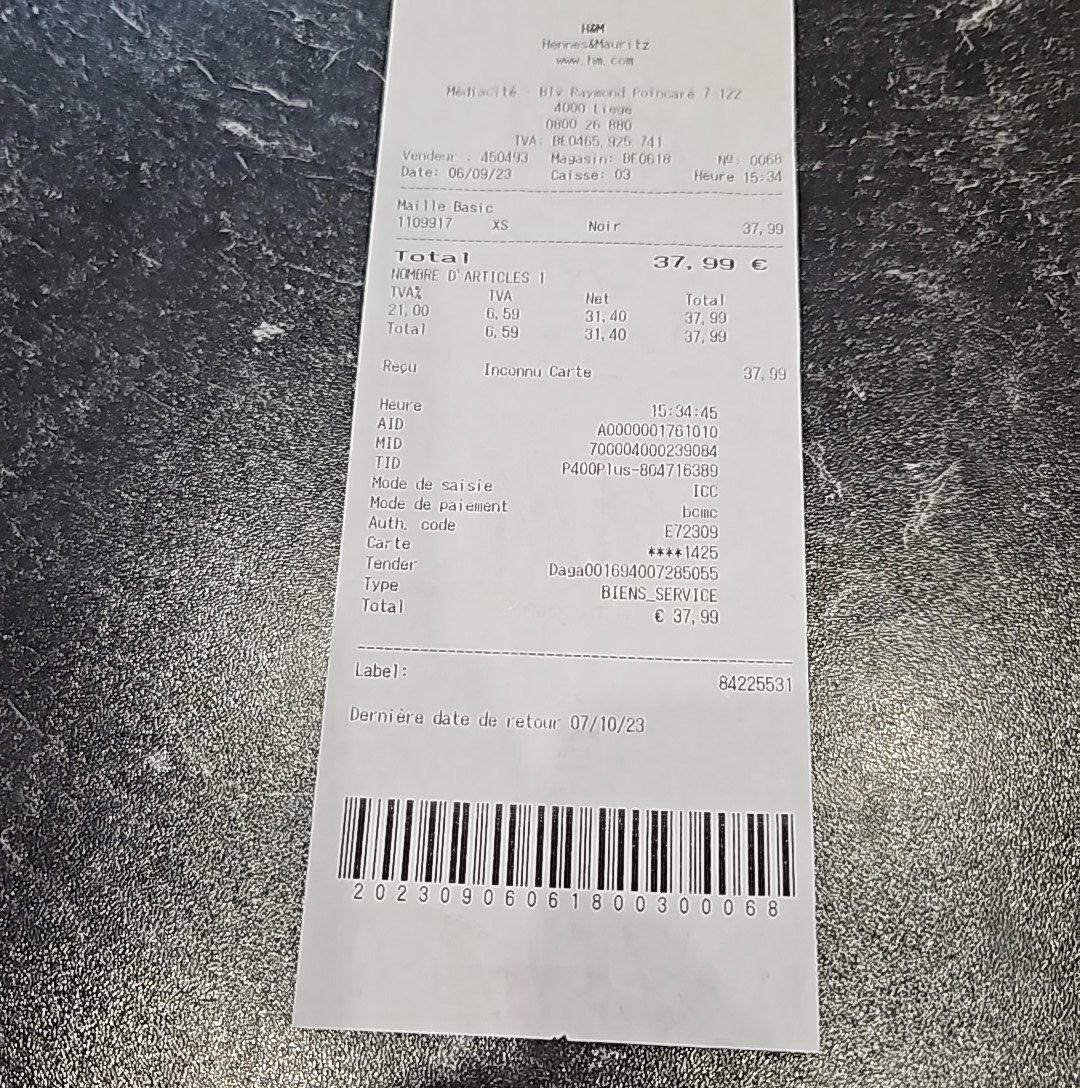 H&M
Hennes&Mauritz
www.hm.com
Médiacité - Blv Raymond Poincaré 7-122
4000 Liege
0800 26 880
TVA: BE0465.925.741
Vendeur : 450493 Magasin: BE0618 Nº: 0068
Date: 06/09/23 Caisse: 03 Heure 15:34
Maille Basic
1109917 XS Noir 37,99
Total 37,99 €
NOMBRE D'ARTICLES 1
TVA% TVA Net Total
21,00 6,59 31,40 37,99
Total 6,59 31,40 37,99
Reçu Inconnu Carte 37,99
Heure 15:34:45
AID A0000001761010
MID 700004000239084
TID P400Plus-804716389
Mode de saisie ICC
Mode de paiement bcmc
Auth. code E72309
Carte ****1425
Tender Daga001694007285055
Type BIENS_SERVICE
Total € 37,99
Label: 84225531
Dernière date de retour 07/10/23
20230906061800300068